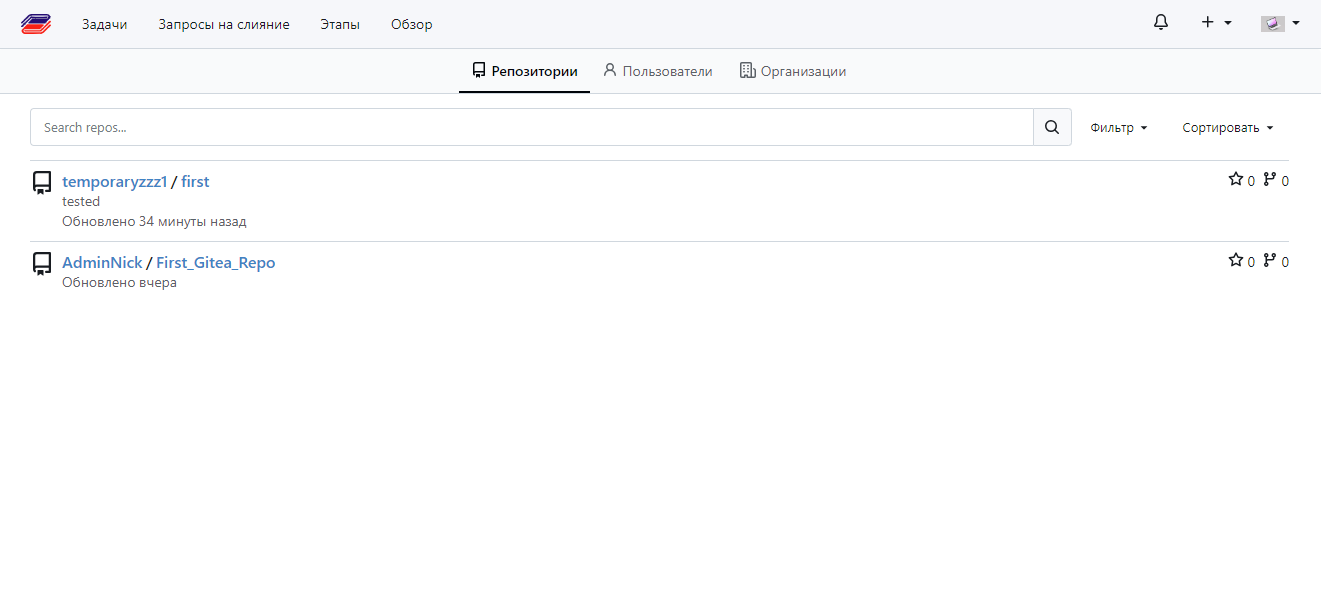 Задачи Запросы на слияние Этапы Обзор
Репозитории Пользователи Организации
Search repos... Фильтр Сортировать
temporaryzzz1 / first 0 0
tested
Обновлено 34 минуты назад
AdminNick / First_Gitea_Repo 0 0
Обновлено вчера